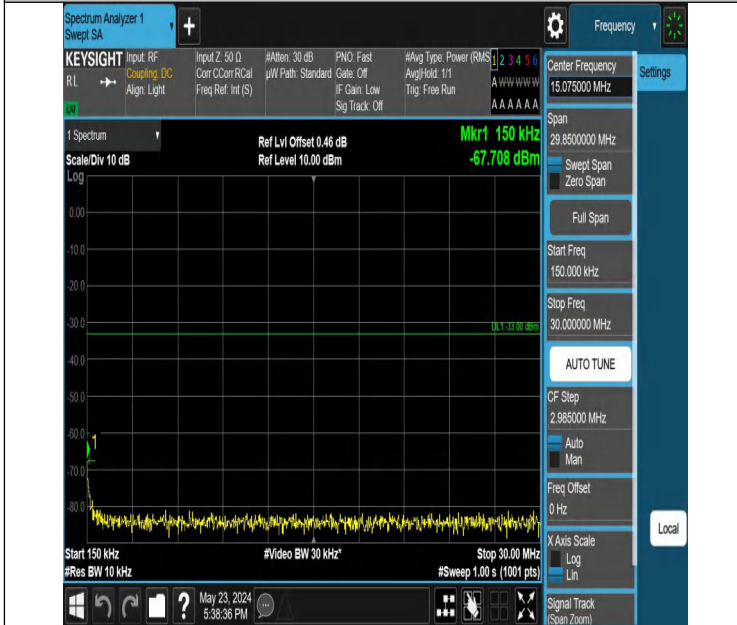 Spectrum Analyzer 1
Swept SA
+
Frequency
KEYSIGHT
RL
Input: RF
Coupling: DC
Align: Light
Input Z: 50 Ω
Corr CCorr RCal
Freq Ref: Int (S)
#Atten: 30 dB
µW Path: Standard
PNO: Fast
Gate: Off
IF Gain: Low
Sig Track: Off
#Avg Type: Power (RMS
Avg|Hold: 1/1
Trig: Free Run
1 2 3 4 5 6
A W W W W W
A A A A A A
1 Spectrum
Scale/Div 10 dB
Ref Lvl Offset 0.46 dB
Ref Level 10.00 dBm
Mkr1 150 kHz
-67.708 dBm
Log
0.00
-10.0
-20.0
-30.0
DL1 -33.00 dBm
-40.0
-50.0
-60.0
1
-70.0
-80.0
Start 150 kHz
#Video BW 30 kHz*
Stop 30.00 MHz
#Res BW 10 kHz
#Sweep 1.00 s (1001 pts)
?
May 23, 2024
5:38:36 PM
Center Frequency
15.075000 MHz
Settings
Span
29.8500000 MHz
Swept Span
Zero Span
Full Span
Start Freq
150.000 kHz
Stop Freq
30.000000 MHz
AUTO TUNE
CF Step
2.985000 MHz
Auto
Man
Freq Offset
0 Hz
Local
X Axis Scale
Log
Lin
Signal Track
(Span Zoom)